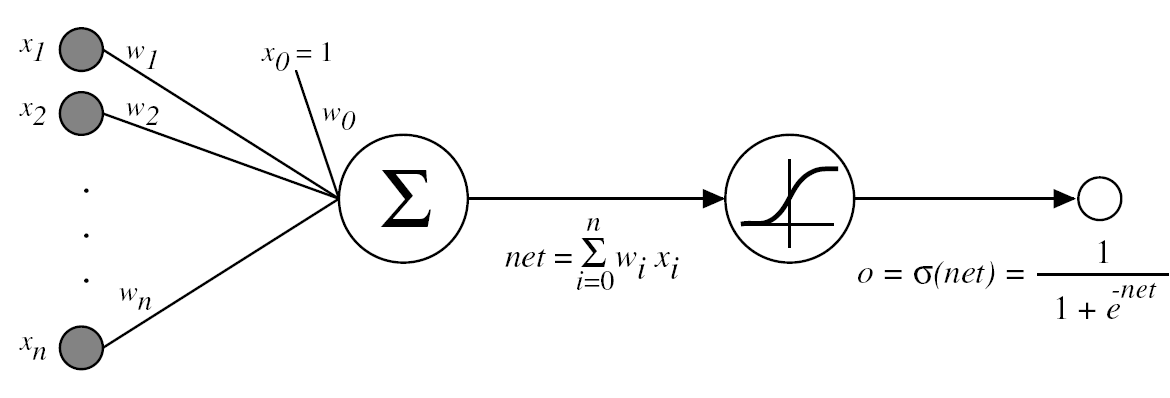 x1 w1 x0 = 1
x2 w2 w0
.
.
.
Σ
wn
xn
net = Σ i=0 n wi xi
o = σ(net) = 1 / 1 + e -net